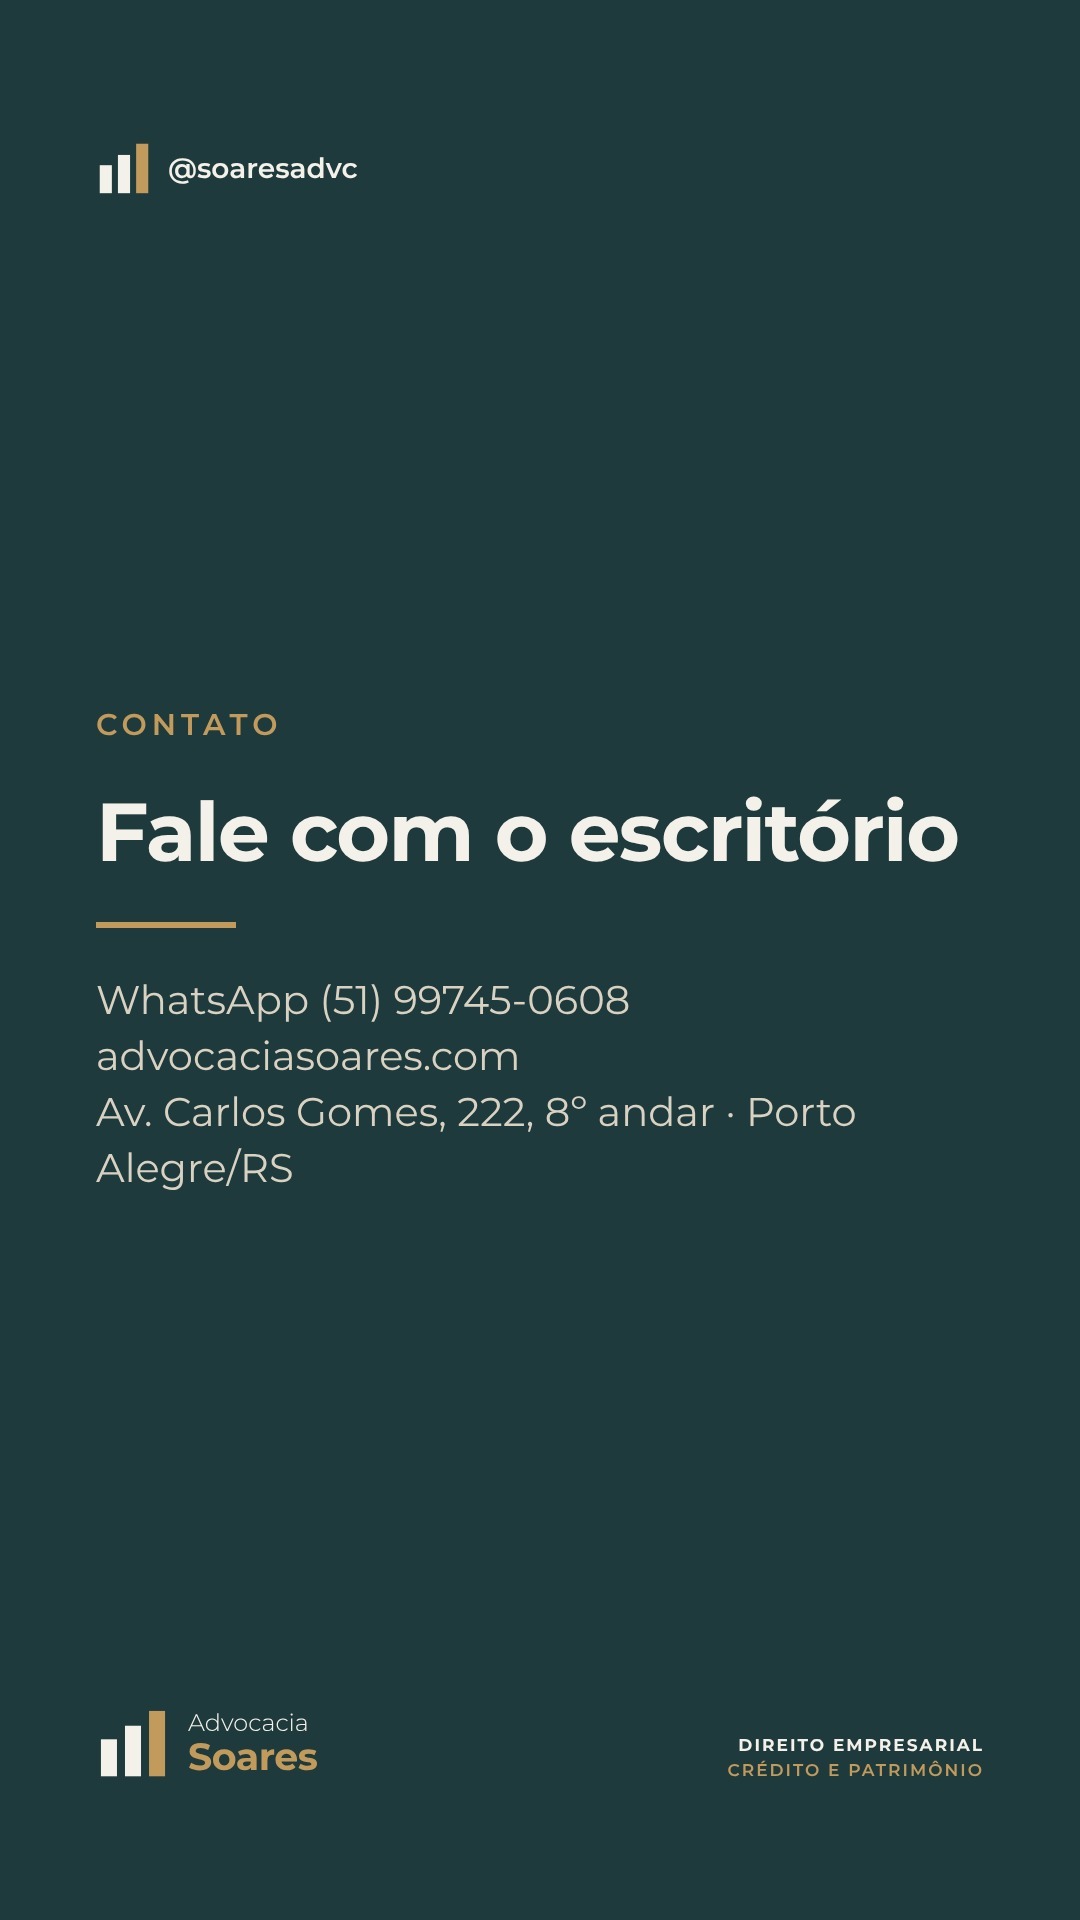 @soaresadvc
CONTATO
Fale com o escritório
WhatsApp (51) 99745-0608
advocaciasoares.com
Av. Carlos Gomes, 222, 8º andar · Porto
Alegre/RS
Advocacia
Soares
DIREITO EMPRESARIAL
CRÉDITO E PATRIMÔNIO